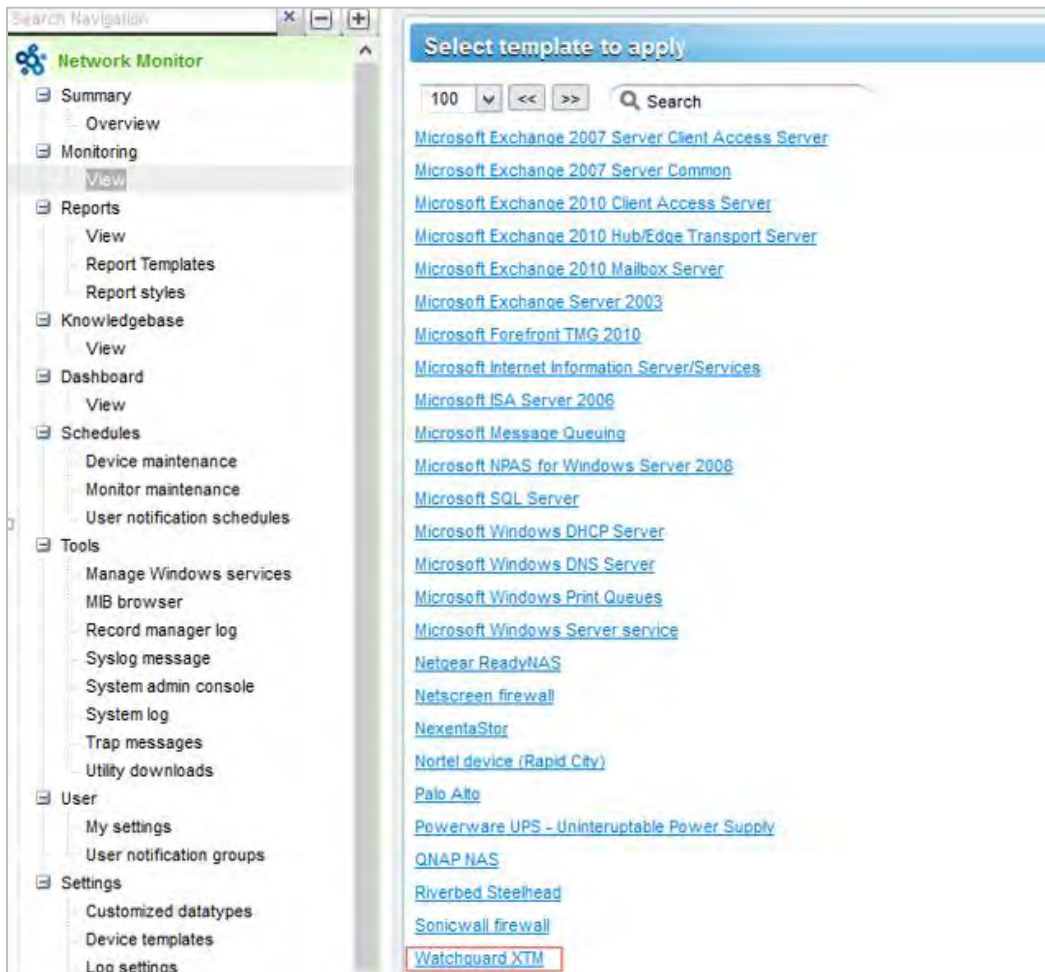 Search Navigation
Network Monitor
Summary
Overview
Monitoring
View
Reports
View
Report Templates
Report styles
Knowledgebase
View
Dashboard
View
Schedules
Device maintenance
Monitor maintenance
User notification schedules
Tools
Manage Windows services
MIB browser
Record manager log
Syslog message
System admin console
System log
Trap messages
Utility downloads
User
My settings
User notification groups
Settings
Customized datatypes
Device templates
Log settings
Select template to apply
100 << >> Search
Microsoft Exchange 2007 Server Client Access Server
Microsoft Exchange 2007 Server Common
Microsoft Exchange 2010 Client Access Server
Microsoft Exchange 2010 Hub/Edge Transport Server
Microsoft Exchange 2010 Mailbox Server
Microsoft Exchange Server 2003
Microsoft Forefront TMG 2010
Microsoft Internet Information Server/Services
Microsoft ISA Server 2006
Microsoft Message Queuing
Microsoft NPAS for Windows Server 2008
Microsoft SQL Server
Microsoft Windows DHCP Server
Microsoft Windows DNS Server
Microsoft Windows Print Queues
Microsoft Windows Server service
Netgear ReadyNAS
Netscreen firewall
NexentaStor
Nortel device (Rapid City)
Palo Alto
Powerware UPS - Uninteruptable Power Supply
QNAP NAS
Riverbed Steelhead
Sonicwall firewall
Watchguard XTM